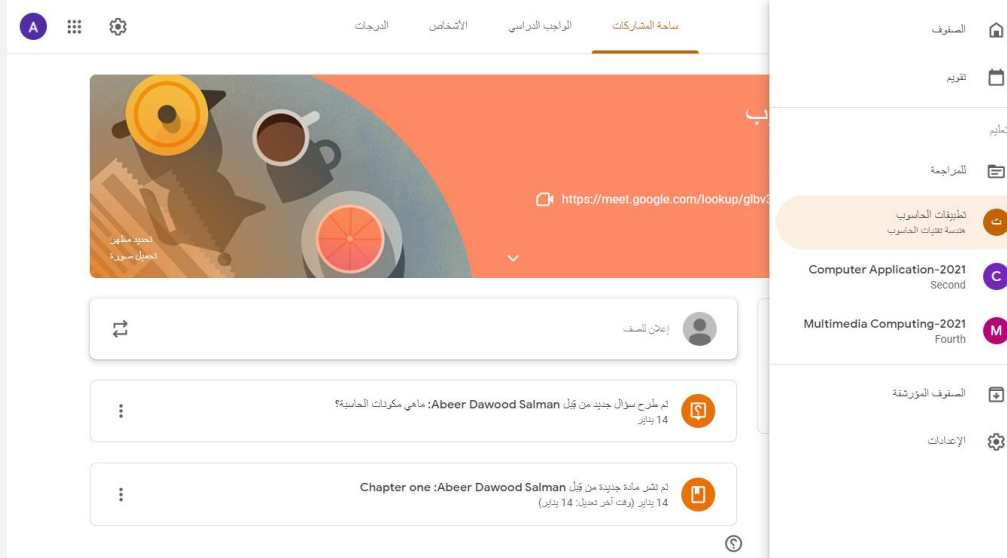 الصفوف
تقويم
تعليم
للمراجعة
ت
تطبيقات الحاسوب
هندسة تقنيات الحاسوب
C
Computer Application-2021
Second
M
Multimedia Computing-2021
Fourth
الصفوف المؤرشفة
الإعدادات
ساحة المشاركات
الواجب الدراسي
الأشخاص
الدرجات
A
ب
https://meet.google.com/lookup/glbv3
تحديد مظهر
تحميل صورة
إعلان للصف
تم طرح سؤال جديد من قِبَل Abeer Dawood Salman: ماهي مكونات الحاسبة؟
14 يناير
تم نشر مادة جديدة من قِبَل Abeer Dawood Salman: Chapter one
14 يناير (وقت آخر تعديل: 14 يناير)